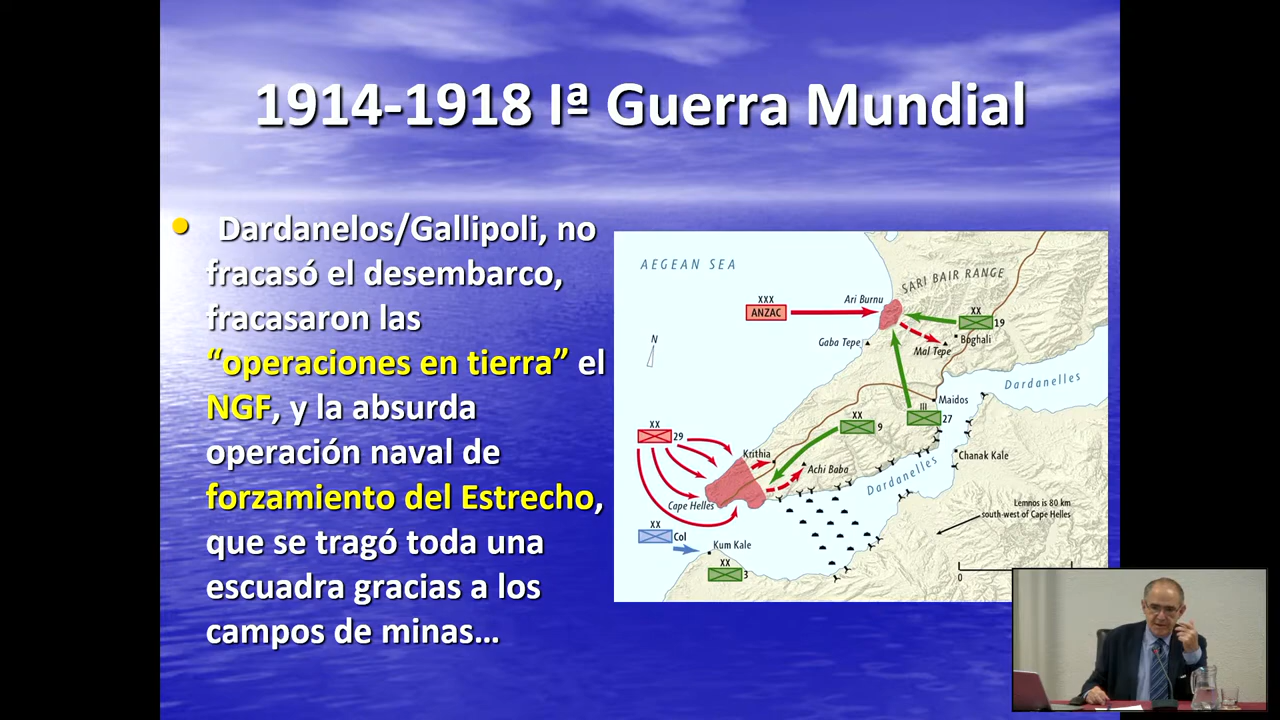 1914-1918 Iª Guerra Mundial
Dardanelos/Gallipoli, no
fracasó el desembarco,
fracasaron las
“operaciones en tierra” el
NGF, y la absurda
operación naval de
forzamiento del Estrecho,
que se tragó toda una
escuadra gracias a los
campos de minas...
AEGEAN SEA
SARI BAIR RANGE
XXX
ANZAC
Ari Burnu
XX
19
Boghali
Gaba Tepe
Mal Tepe
N
Dardanelles
Maidos
III
27
XX
9
XX
29
Krithia
Achi Baba
Chanak Kale
Dardanelles
Cape Helles
Lemnos is 80 km
south-west of Cape Helles
XX
Col
Kum Kale
XX
3
0